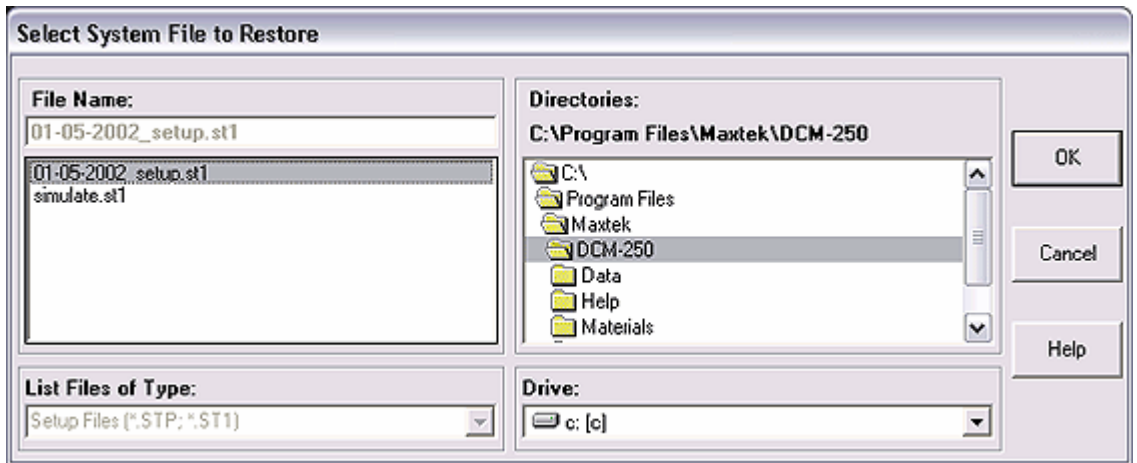 Select System File to Restore
File Name:
01-05-2002_setup.st1
01-05-2002_setup.st1
simulate.st1
List Files of Type:
Setup Files (*.STP; *.ST1)
Directories:
C:\Program Files\Maxtek\DCM-250
C:\
Program Files
Maxtek
DCM-250
Data
Help
Materials
Drive:
c: [c]
OK
Cancel
Help